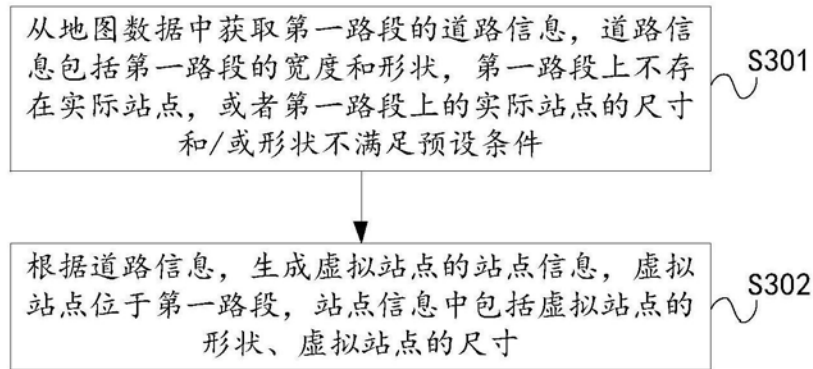 从地图数据中获取第一路段的道路信息，道路信
息包括第一路段的宽度和形状，第一路段上不存
在实际站点，或者第一路段上的实际站点的尺寸
和/或形状不满足预设条件
S301
根据道路信息，生成虚拟站点的站点信息，虚拟
站点位于第一路段，站点信息中包括虚拟站点的
形状、虚拟站点的尺寸
S302